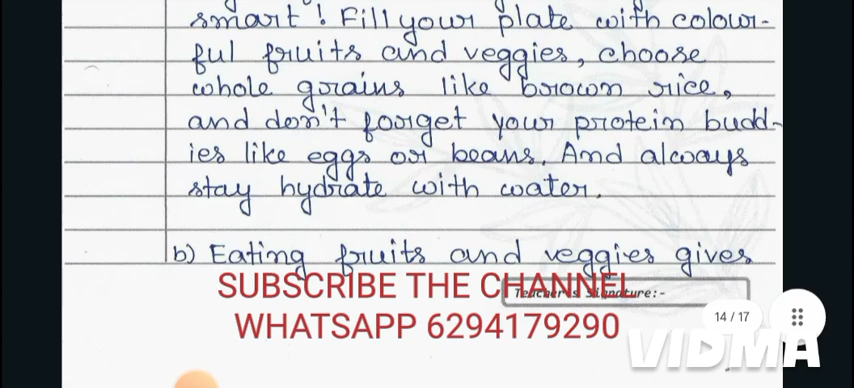 smart! Fill your plate with colour-
ful fruits and veggies, choose
whole grains like brown rice,
and don't forget your protein budd-
ies like eggs or beans. And always
stay hydrate with water.
b) Eating fruits and veggies gives
SUBSCRIBE THE CHANNEL
Teacher's Signature:-
WHATSAPP 6294179290
14 / 17
VIDMA